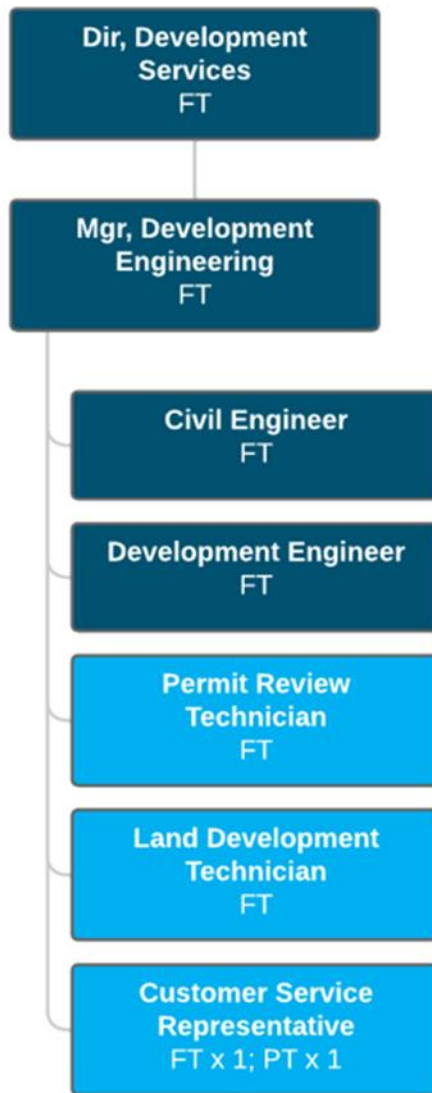 Dir, Development
Services
FT
Mgr, Development
Engineering
FT
Civil Engineer
FT
Development Engineer
FT
Permit Review
Technician
FT
Land Development
Technician
FT
Customer Service
Representative
FT x 1; PT x 1